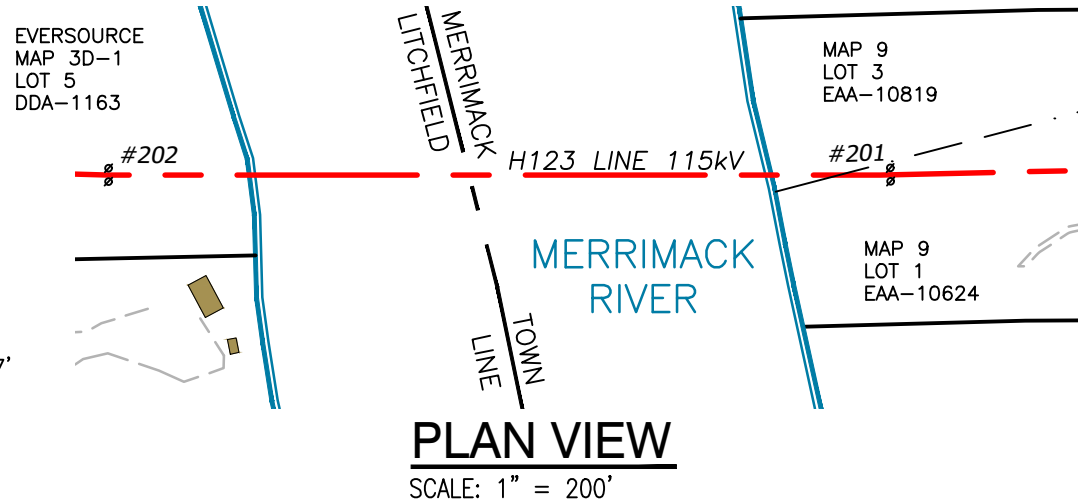 EVERSOURCE
MAP 3D-1
LOT 5
DDA-1163
#202
LITCHFIELD
MERRIMACK
H123 LINE 115kV
MAP 9
LOT 3
EAA-10819
#201
MERRIMACK
RIVER
MAP 9
LOT 1
EAA-10624
TOWN
LINE
PLAN VIEW
SCALE: 1" = 200'